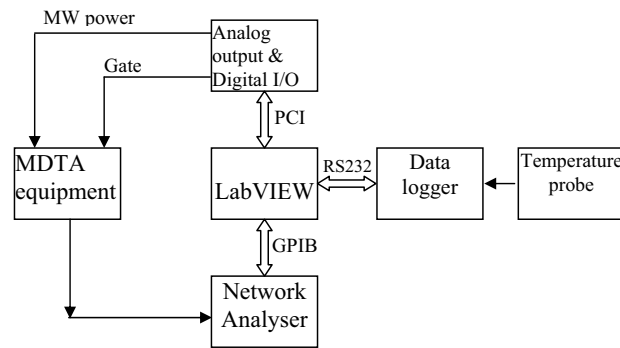 MW power
Analog
output &
Digital I/O
Gate
PCI
MDTA
equipment
LabVIEW
RS232
Data
logger
Temperature
probe
GPIB
Network
Analyser